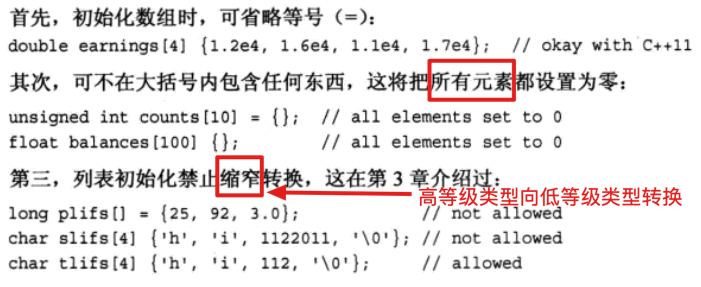 首先，初始化数组时，可省略等号（=）：
double earnings[4] {1.2e4, 1.6e4, 1.1e4, 1.7e4};  // okay with C++11
其次，可不在大括号内包含任何东西，这将把所有元素都设置为零：
unsigned int counts[10] = {};  // all elements set to 0
float balances[100] {};        // all elements set to 0
第三，列表初始化禁止缩窄转换，这在第 3 章介绍过：
高等级类型向低等级类型转换
long plifs[] = {25, 92, 3.0};           // not allowed
char slifs[4] {'h', 'i', 1122011, '\0'}; // not allowed
char tlifs[4] {'h', 'i', 112, '\0'};     // allowed